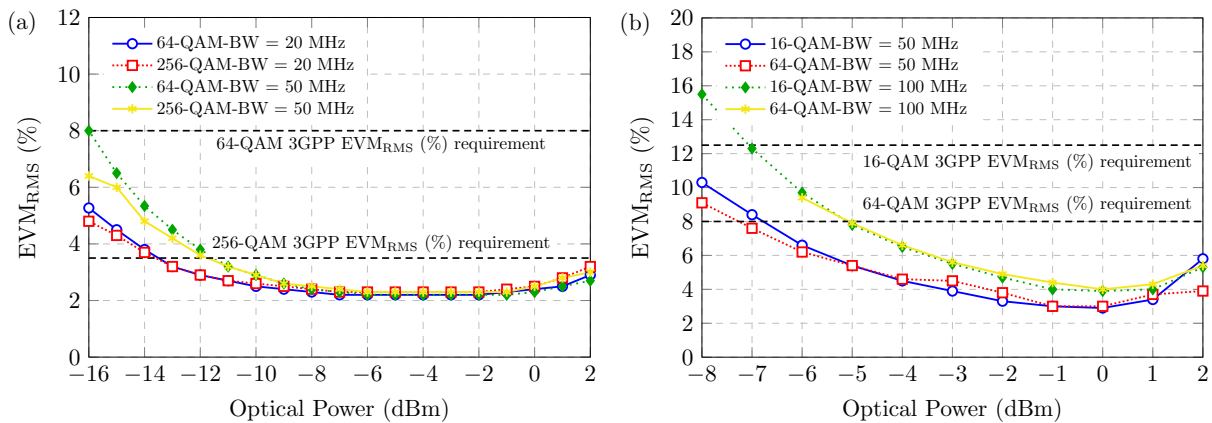 (a)
64-QAM-BW = 20 MHz
256-QAM-BW = 20 MHz
64-QAM-BW = 50 MHz
256-QAM-BW = 50 MHz
64-QAM 3GPP EVM_RMS (%) requirement
256-QAM 3GPP EVM_RMS (%) requirement
EVM_RMS (%)
12
10
8
6
4
2
0
−16 −14 −12 −10 −8 −6 −4 −2 0 2
Optical Power (dBm)
(b)
16-QAM-BW = 50 MHz
64-QAM-BW = 50 MHz
16-QAM-BW = 100 MHz
64-QAM-BW = 100 MHz
16-QAM 3GPP EVM_RMS (%) requirement
64-QAM 3GPP EVM_RMS (%) requirement
EVM_RMS (%)
20
18
16
14
12
10
8
6
4
2
0
−8 −7 −6 −5 −4 −3 −2 −1 0 1 2
Optical Power (dBm)